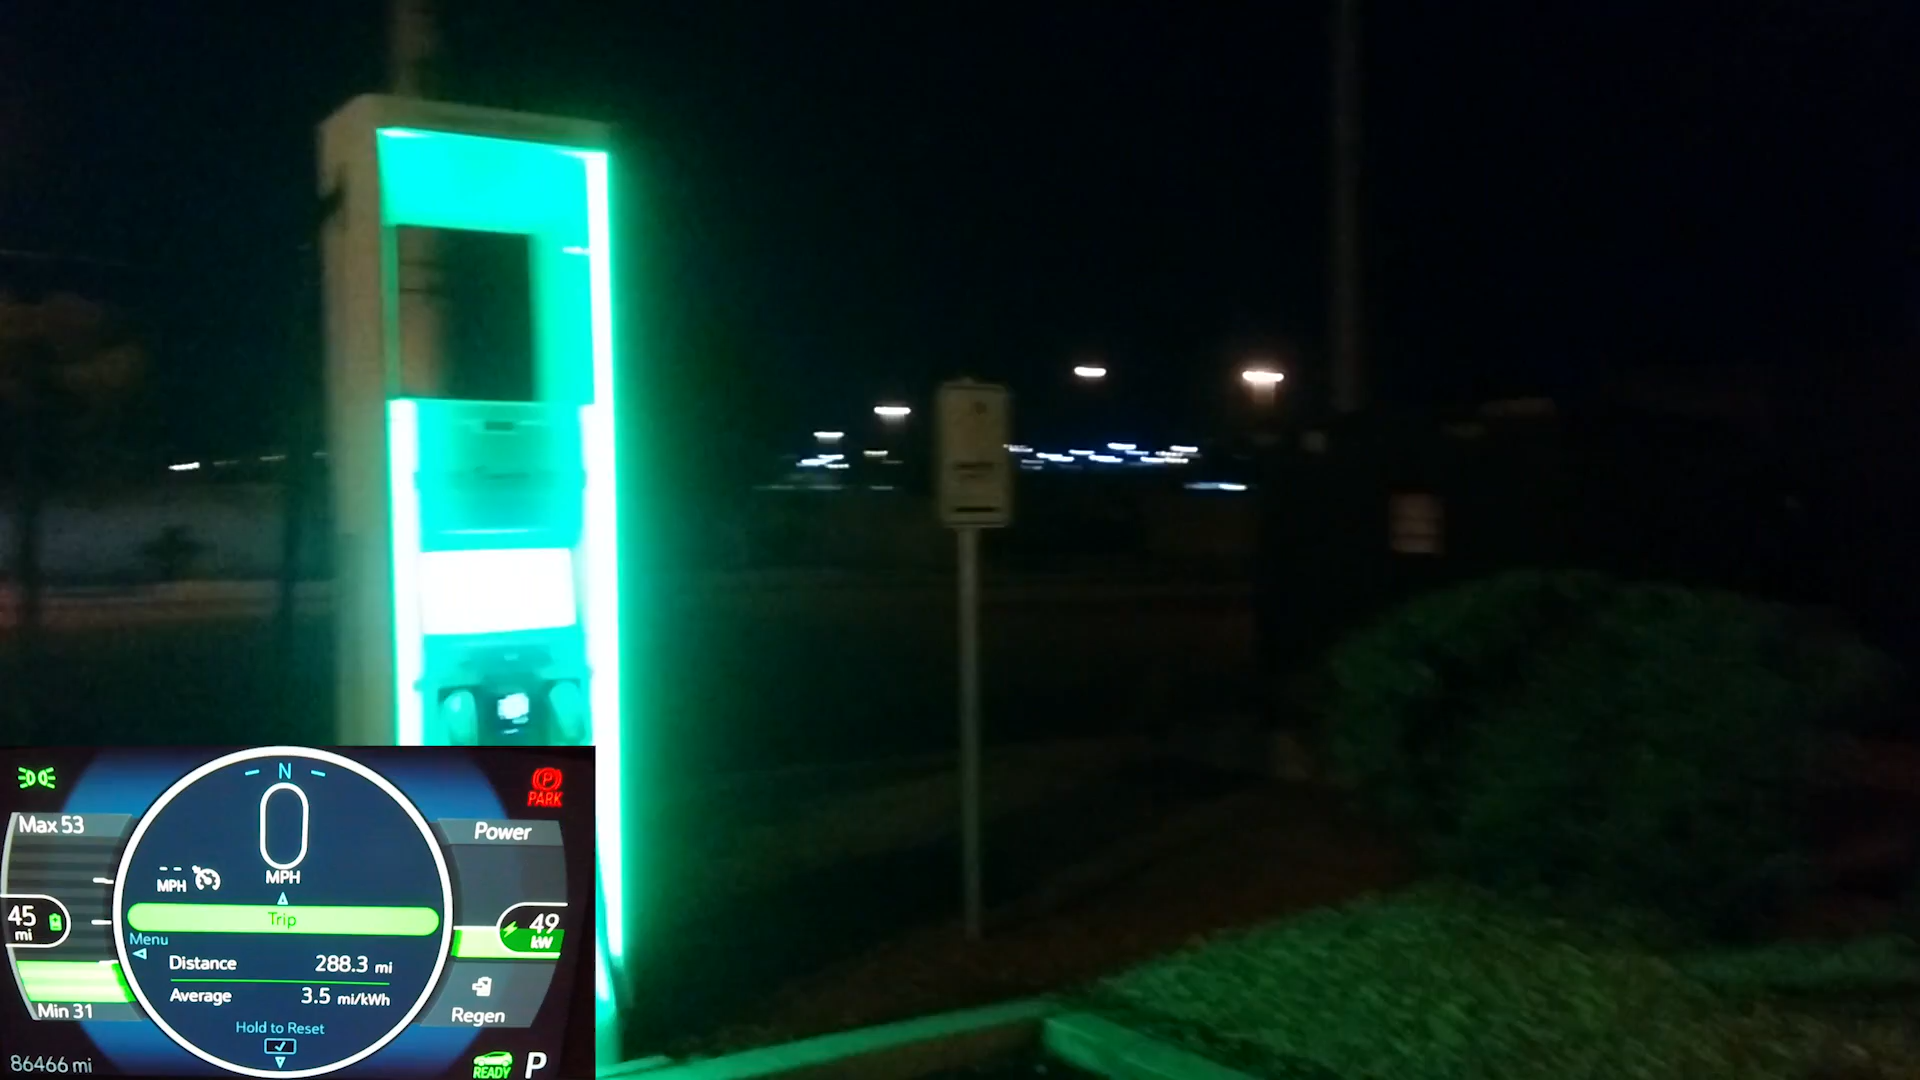 N
PARK
Max 53
Power
-- MPH
MPH
45
mi
Trip
49
kW
Menu
Distance 288.3 mi
Average 3.5 mi/kWh
Min 31
Regen
Hold to Reset
86466 mi
READY P